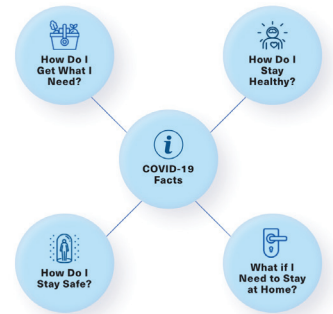 How Do I
Get What I
Need?
How Do I
Stay
Healthy?
i
COVID-19
Facts
How Do I
Stay Safe?
What if I
Need to Stay
at Home?